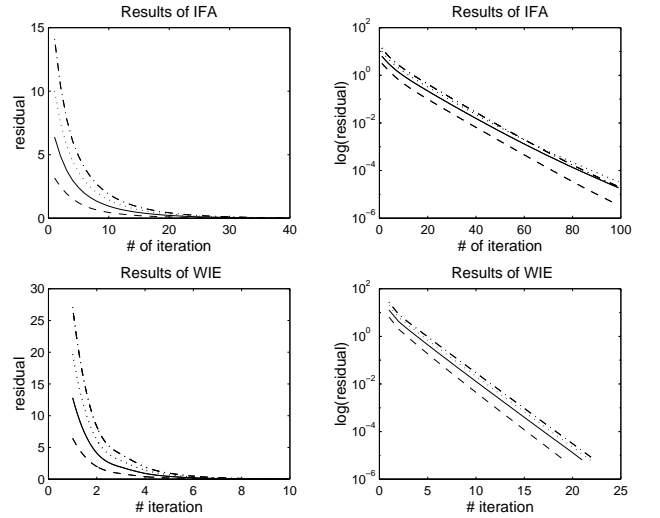 Results of IFA
residual
15
10
5
0
0 10 20 30 40
# of iteration
Results of IFA
log(residual)
10^2
10^0
10^-2
10^-4
10^-6
0 20 40 60 80 100
# of iteration
Results of WIE
residual
30
25
20
15
10
5
0
0 2 4 6 8 10
# iteration
Results of WIE
log(residual)
10^2
10^0
10^-2
10^-4
10^-6
0 5 10 15 20 25
# iteration